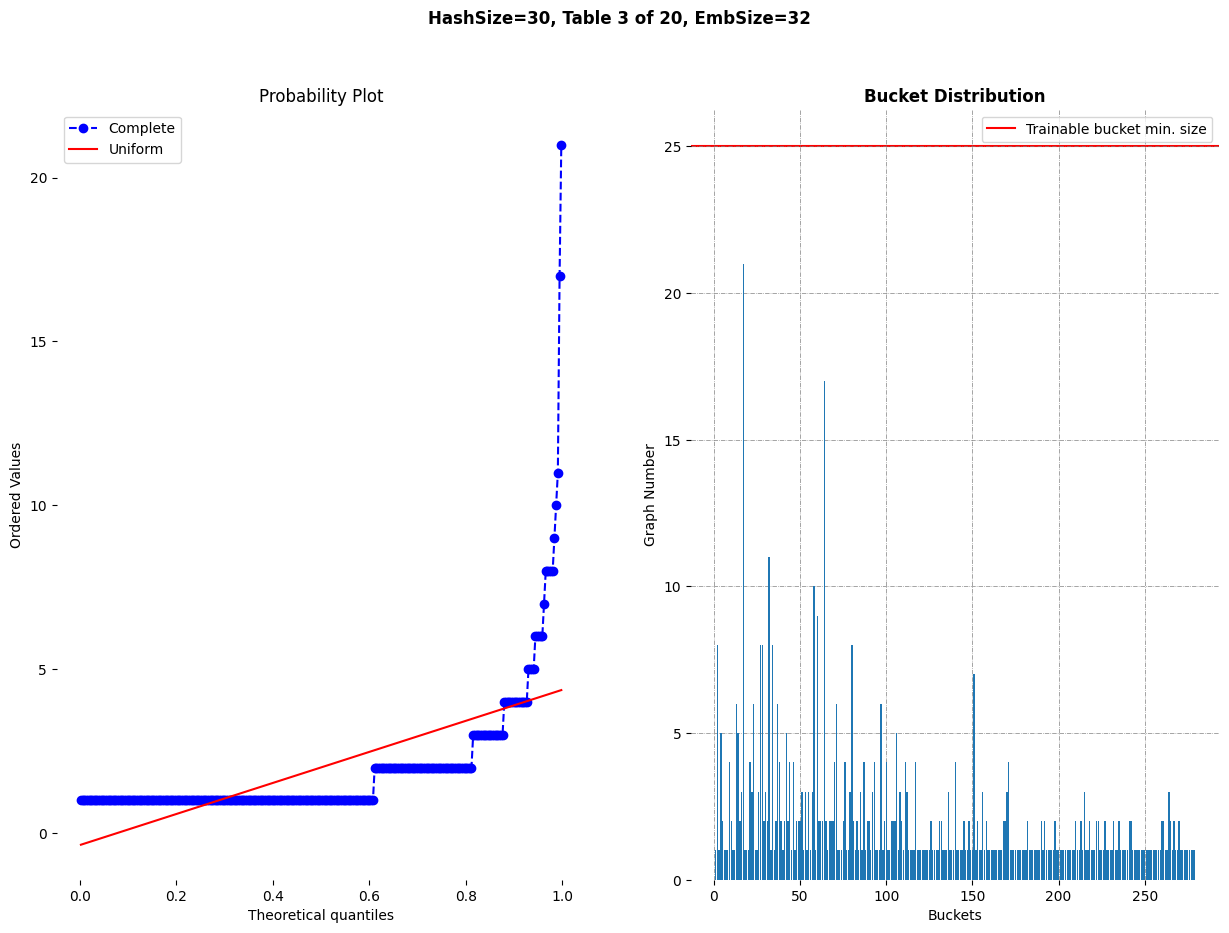 HashSize=30, Table 3 of 20, EmbSize=32
Probability Plot
Complete
Uniform
20
15
10
5
0
Ordered Values
0.0 0.2 0.4 0.6 0.8 1.0
Theoretical quantiles
Bucket Distribution
Trainable bucket min. size
25
20
15
10
5
0
Graph Number
0 50 100 150 200 250
Buckets